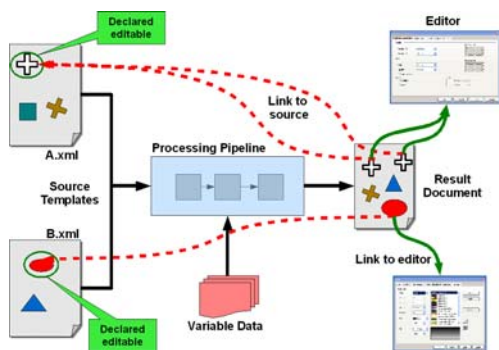 Declared
editable
A.xml
Source
Templates
B.xml
Declared
editable
Processing Pipeline
Variable Data
Link to
source
Editor
Result
Document
Link to editor